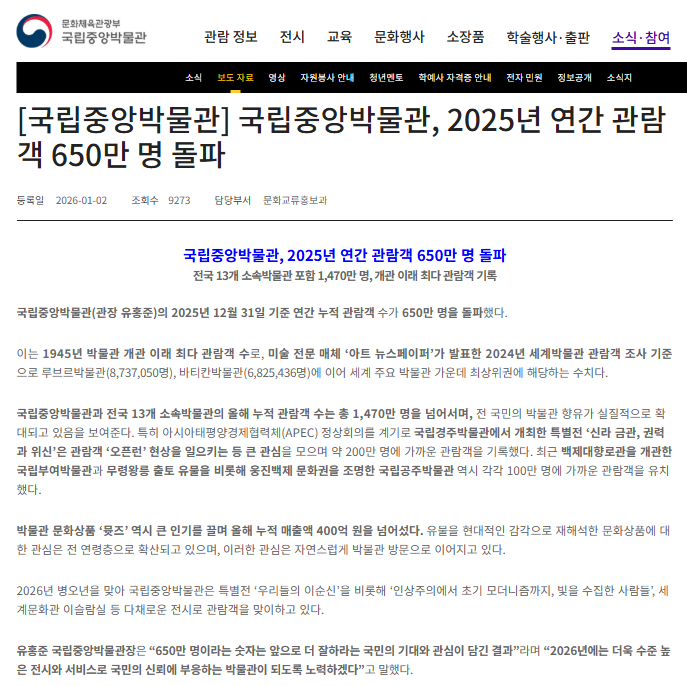 문화체육관광부
국립중앙박물관
관람 정보 전시 교육 문화행사 소장품 학술행사·출판 소식·참여
소식 보도 자료 영상 자원봉사 안내 청년멘토 학예사 자격증 안내 전자 민원 정보공개 소식지
[국립중앙박물관] 국립중앙박물관, 2025년 연간 관람
객 650만 명 돌파
등록일 2026-01-02 조회수 9273 담당부서 문화교류홍보과
국립중앙박물관, 2025년 연간 관람객 650만 명 돌파
전국 13개 소속박물관 포함 1,470만 명, 개관 이래 최다 관람객 기록
국립중앙박물관(관장 유홍준)의 2025년 12월 31일 기준 연간 누적 관람객 수가 650만 명을 돌파했다.
이는 1945년 박물관 개관 이래 최다 관람객 수로, 미술 전문 매체 ‘아트 뉴스페이퍼’가 발표한 2024년 세계박물관 관람객 조사 기준
으로 루브르박물관(8,737,050명), 바티칸박물관(6,825,436명)에 이어 세계 주요 박물관 가운데 최상위권에 해당하는 수치다.
국립중앙박물관과 전국 13개 소속박물관의 올해 누적 관람객 수는 총 1,470만 명을 넘어서며, 전 국민의 박물관 향유가 실질적으로 확
대되고 있음을 보여준다. 특히 아시아태평양경제협력체(APEC) 정상회의를 계기로 국립경주박물관에서 개최한 특별전 ‘신라 금관, 권력
과 위신’은 관람객 ‘오픈런’ 현상을 일으키는 등 큰 관심을 모으며 약 200만 명에 가까운 관람객을 기록했다. 최근 백제대향로관을 개관한
국립부여박물관과 무령왕릉 출토 유물을 비롯해 웅진백제 문화권을 조명한 국립공주박물관 역시 각각 100만 명에 가까운 관람객을 유치
했다.
박물관 문화상품 ‘뮷즈’ 역시 큰 인기를 끌며 올해 누적 매출액 400억 원을 넘어섰다. 유물을 현대적인 감각으로 재해석한 문화상품에 대
한 관심은 전 연령층으로 확산되고 있으며, 이러한 관심은 자연스럽게 박물관 방문으로 이어지고 있다.
2026년 병오년을 맞아 국립중앙박물관은 특별전 ‘우리들의 이순신’을 비롯해 ‘인상주의에서 초기 모더니즘까지, 빛을 수집한 사람들’, 세
계문화관 이슬람실 등 다채로운 전시로 관람객을 맞이하고 있다.
유홍준 국립중앙박물관장은 “650만 명이라는 숫자는 앞으로 더 잘하라는 국민의 기대와 관심이 담긴 결과”라며 “2026년에는 더욱 수준 높
은 전시와 서비스로 국민의 신뢰에 부응하는 박물관이 되도록 노력하겠다”고 말했다.